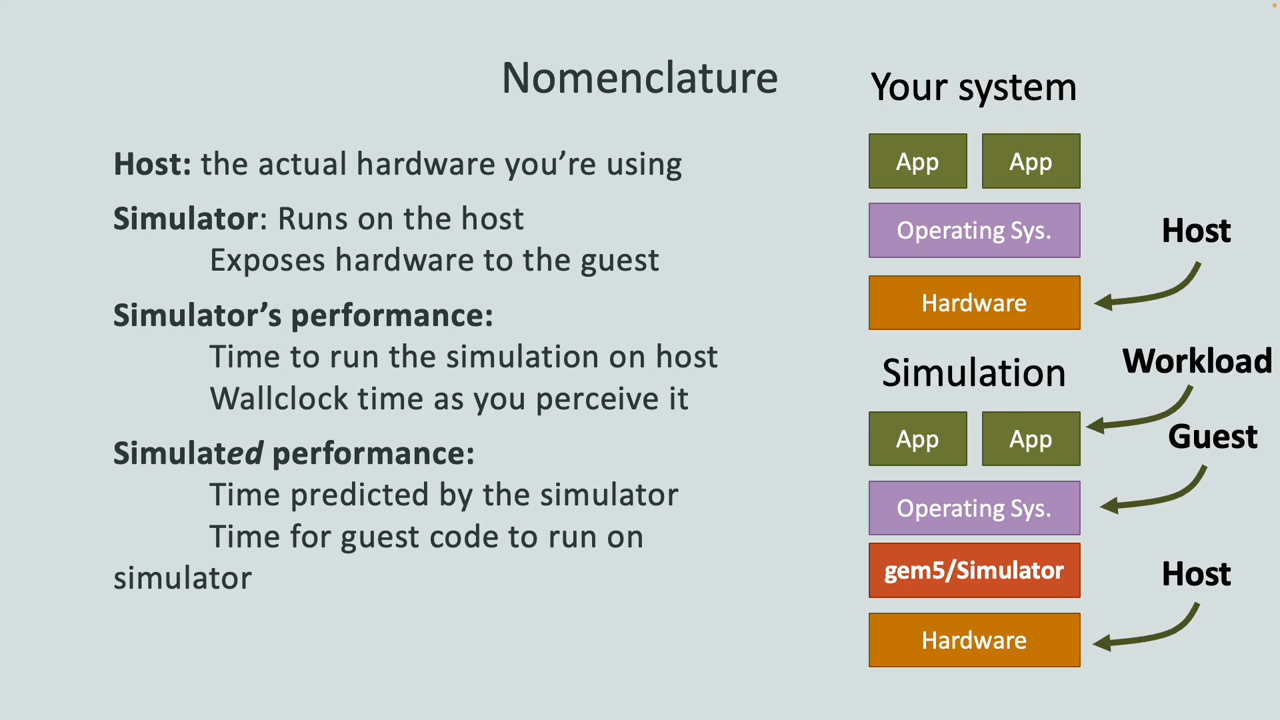 Nomenclature
Host: the actual hardware you’re using
Simulator: Runs on the host
Exposes hardware to the guest
Simulator’s performance:
Time to run the simulation on host
Wallclock time as you perceive it
Simulated performance:
Time predicted by the simulator
Time for guest code to run on
simulator
Your system
App App
Operating Sys.
Host
Hardware
Simulation
Workload
App App
Guest
Operating Sys.
gem5/Simulator
Host
Hardware